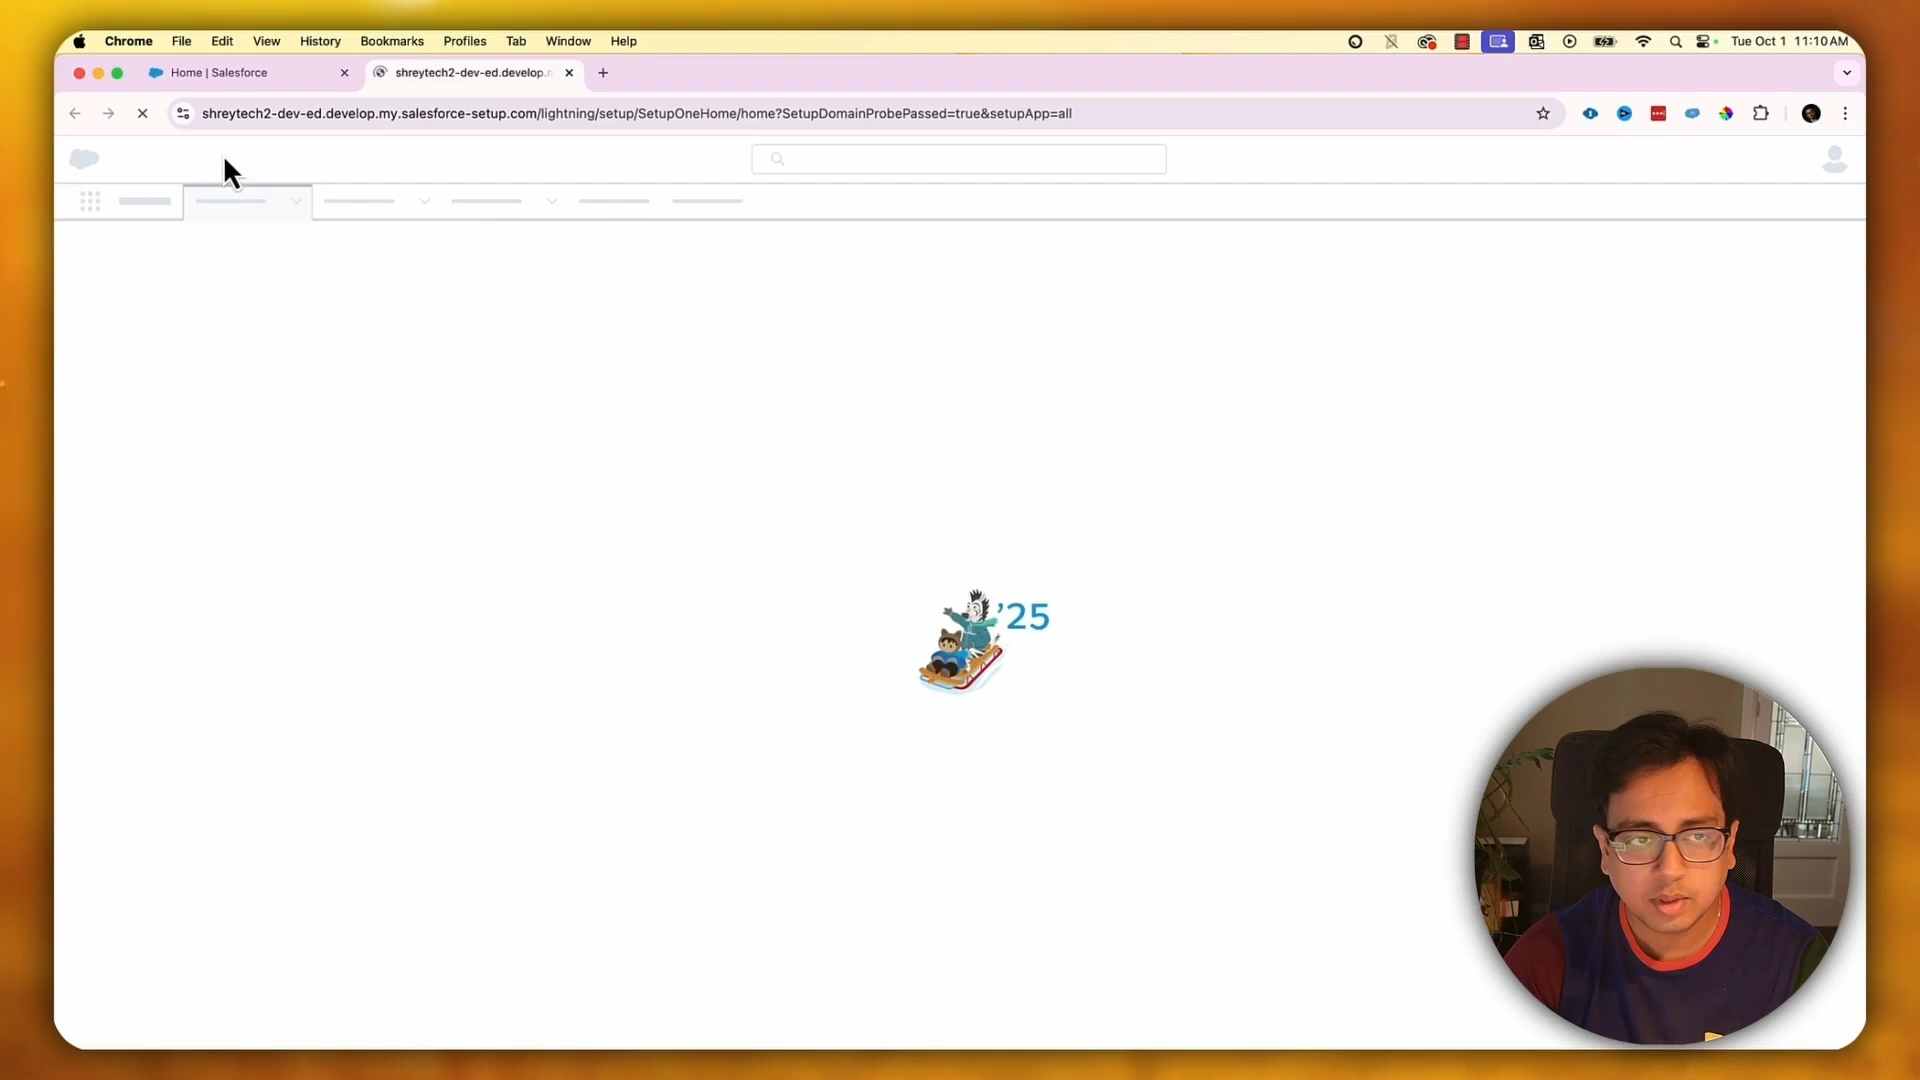 Chrome File Edit View History Bookmarks Profiles Tab Window Help Tue Oct 1 11:10 AM
Home | Salesforce shreytech2-dev-ed.develop.n
shreytech2-dev-ed.develop.my.salesforce-setup.com/lightning/setup/SetupOneHome/home?SetupDomainProbePassed=true&setupApp=all
’25